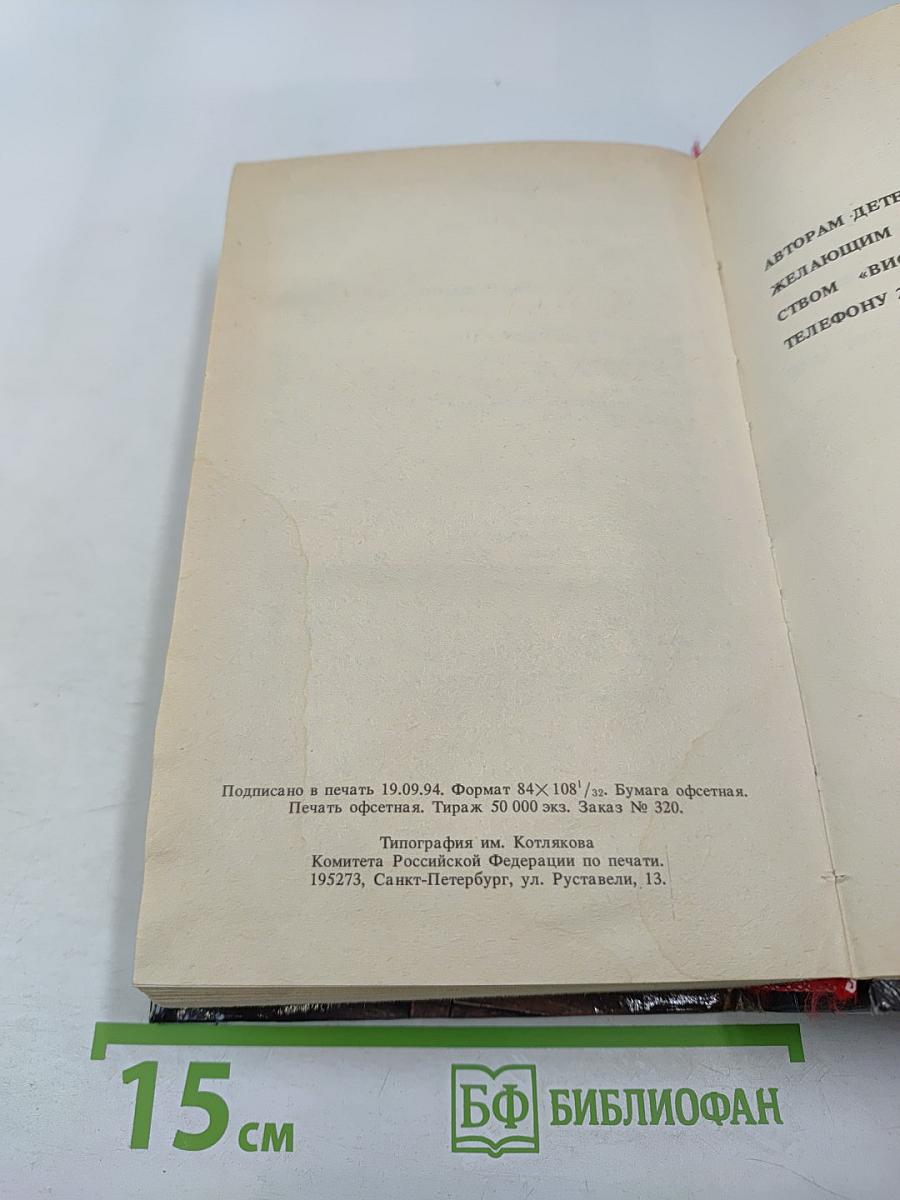 Подписано в печать 19.09.94. Формат 84×108¹/₃₂. Бумага офсетная.
Печать офсетная. Тираж 50 000 экз. Заказ № 320.
Типография им. Котлякова
Комитета Российской Федерации по печати.
195273, Санкт-Петербург, ул. Руставели, 13.
АВТОРАМ ДЕТЕ
ЖЕЛАЮЩИМ
СТВОМ «ВИ
ТЕЛЕФОНУ
15 см
БФ БИБЛИОФАН